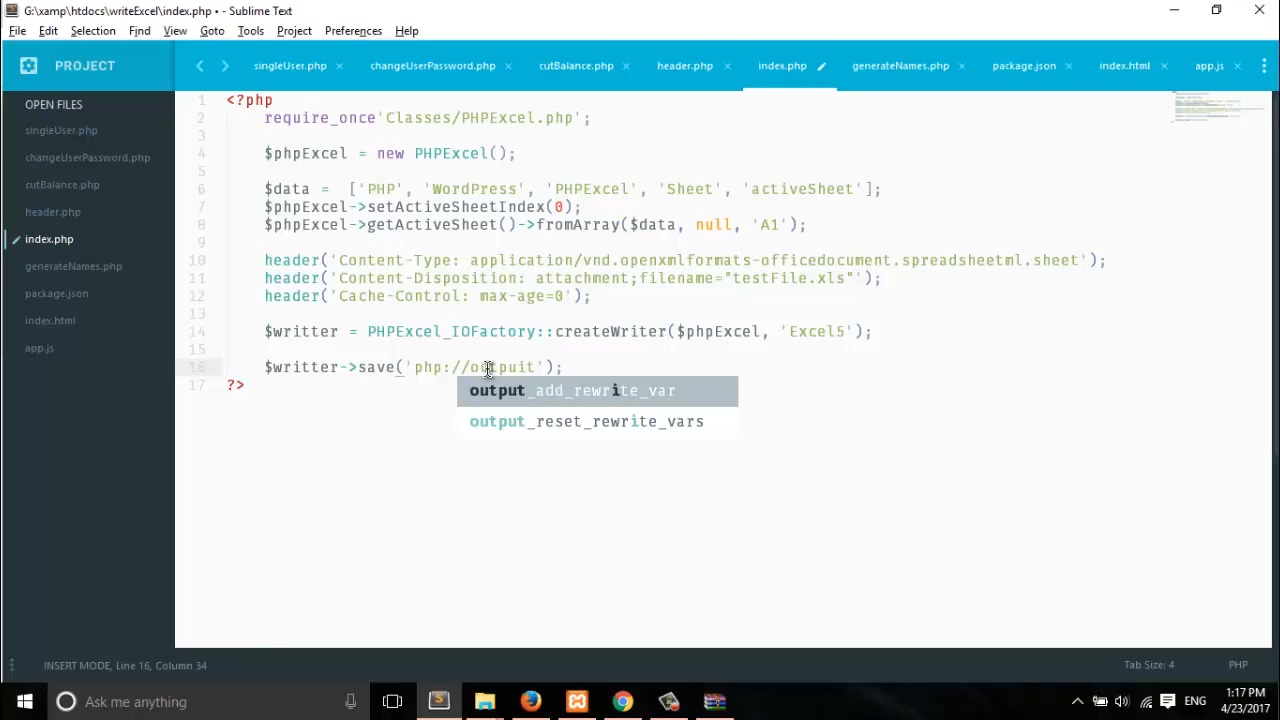 G:\xamp\htdocs\writeExcel\index.php • - Sublime Text
File Edit Selection Find View Goto Tools Project Preferences Help
PROJECT
singleUser.php × changeUserPassword.php × cutBalance.php × header.php × index.php generateNames.php × package.json × index.html × app.js ×
OPEN FILES
singleUser.php
changeUserPassword.php
cutBalance.php
header.php
index.php
generateNames.php
package.json
index.html
app.js
1 <?php
2 require_once'Classes/PHPExcel.php';
3
4 $phpExcel = new PHPExcel();
5
6 $data =  ['PHP', 'WordPress', 'PHPExcel', 'Sheet', 'activeSheet'];
7 $phpExcel->setActiveSheetIndex(0);
8 $phpExcel->getActiveSheet()->fromArray($data, null, 'A1');
9
10 header('Content-Type: application/vnd.openxmlformats-officedocument.spreadsheetml.sheet');
11 header('Content-Disposition: attachment;filename="testFile.xls"');
12 header('Cache-Control: max-age=0');
13
14 $writter = PHPExcel_IOFactory::createWriter($phpExcel, 'Excel5');
15
16 $writter->save('php://outpuit');
17 ?>
output_add_rewrite_var
output_reset_rewrite_vars
INSERT MODE, Line 16, Column 34
Tab Size: 4
PHP
Ask me anything
ENG
1:17 PM
4/23/2017